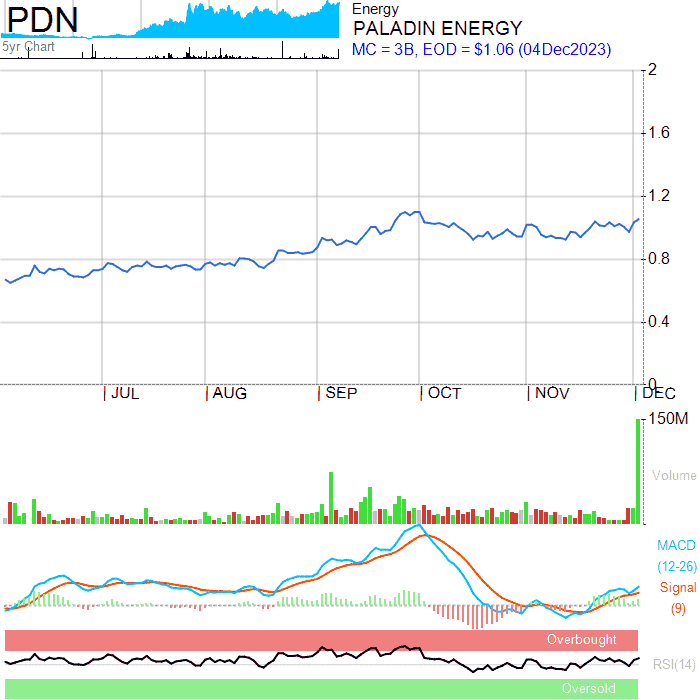 PDN
5yr Chart
Energy
PALADIN ENERGY
MC = 3B, EOD = $1.06 (04Dec2023)
2
1.6
1.2
0.8
0.4
0
JUL AUG SEP OCT NOV DEC
150M
Volume
MACD
(12-26)
Signal
(9)
Overbought
RSI(14)
Oversold